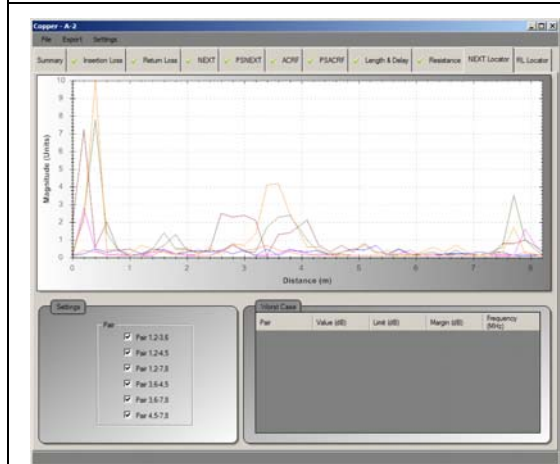 Copper - A-2
File Export Settings
Summary Insertion Loss Return Loss NEXT PSNEXT ACRF PSACRF Length & Delay Resistance NEXT Locator RL Locator
Magnitude (Units)
10
9
8
7
6
5
4
3
2
1
0
0 1 2 3 4 5 6 7 8
Distance (m)
Settings
Pair
Pair 1,2-3,6
Pair 1,2-4,5
Pair 1,2-7,8
Pair 3,6-4,5
Pair 3,6-7,8
Pair 4,5-7,8
Worst Case
Pair Value (dB) Limit (dB) Margin (dB) Frequency (MHz)